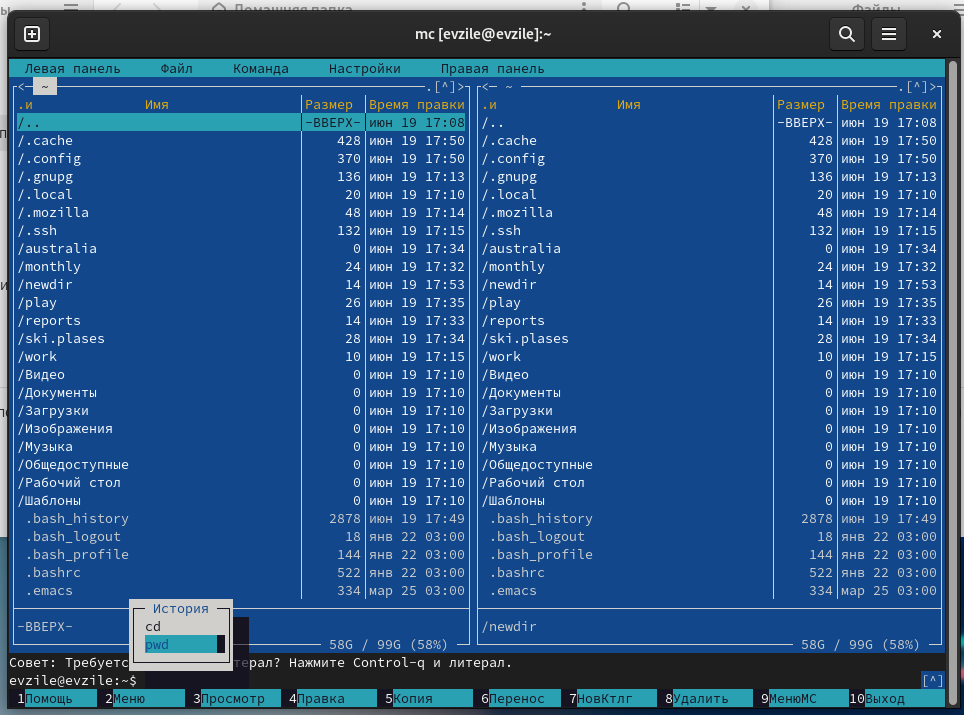 Домашняя папка
Файлы
mc [evzile@evzile]:~
Левая панель Файл Команда Настройки Правая панель
<─ ~ .[^]> <─ ~ .[^]>
.и Имя Размер Время правки .и Имя Размер Время правки
/.. -ВВЕРХ- июн 19 17:08 /.. -ВВЕРХ- июн 19 17:08
/.cache 428 июн 19 17:50 /.cache 428 июн 19 17:50
/.config 370 июн 19 17:50 /.config 370 июн 19 17:50
/.gnupg 136 июн 19 17:13 /.gnupg 136 июн 19 17:13
/.local 20 июн 19 17:10 /.local 20 июн 19 17:10
/.mozilla 48 июн 19 17:14 /.mozilla 48 июн 19 17:14
/.ssh 132 июн 19 17:15 /.ssh 132 июн 19 17:15
/australia 0 июн 19 17:34 /australia 0 июн 19 17:34
/monthly 24 июн 19 17:32 /monthly 24 июн 19 17:32
/newdir 14 июн 19 17:53 /newdir 14 июн 19 17:53
/play 26 июн 19 17:35 /play 26 июн 19 17:35
/reports 14 июн 19 17:33 /reports 14 июн 19 17:33
/ski.plases 28 июн 19 17:34 /ski.plases 28 июн 19 17:34
/work 10 июн 19 17:15 /work 10 июн 19 17:15
/Видео 0 июн 19 17:10 /Видео 0 июн 19 17:10
/Документы 0 июн 19 17:10 /Документы 0 июн 19 17:10
/Загрузки 0 июн 19 17:10 /Загрузки 0 июн 19 17:10
/Изображения 0 июн 19 17:10 /Изображения 0 июн 19 17:10
/Музыка 0 июн 19 17:10 /Музыка 0 июн 19 17:10
/Общедоступные 0 июн 19 17:10 /Общедоступные 0 июн 19 17:10
/Рабочий стол 0 июн 19 17:10 /Рабочий стол 0 июн 19 17:10
/Шаблоны 0 июн 19 17:10 /Шаблоны 0 июн 19 17:10
.bash_history 2878 июн 19 17:49 .bash_history 2878 июн 19 17:49
.bash_logout 18 янв 22 03:00 .bash_logout 18 янв 22 03:00
.bash_profile 144 янв 22 03:00 .bash_profile 144 янв 22 03:00
.bashrc 522 янв 22 03:00 .bashrc 522 янв 22 03:00
.emacs 334 мар 25 03:00 .emacs 334 мар 25 03:00
-ВВЕРХ- /newdir
58G / 99G (58%) 58G / 99G (58%)
История
cd
pwd
Совет: Требуетс терал? Нажмите Control-q и литерал.
evzile@evzile:~$ [^]
1Помощь 2Меню 3Просмотр 4Правка 5Копия 6Перенос 7НовКтлг 8Удалить 9МенюМС 10Выход